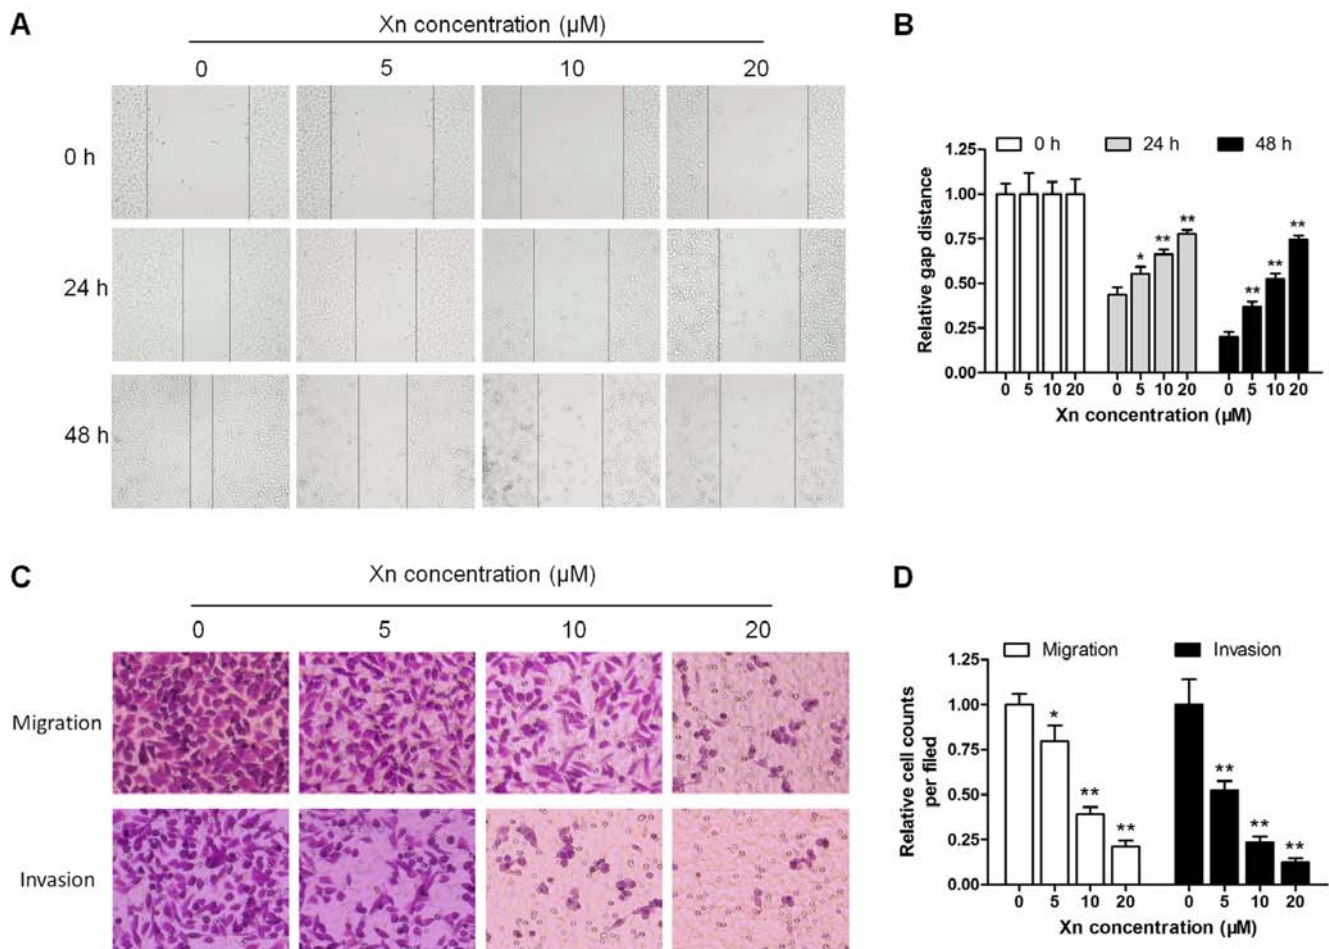 A
Xn concentration (µM)
0 5 10 20
0 h
24 h
48 h
B
0 h 24 h 48 h
1.25
1.00
0.75
0.50
0.25
0.00
Relative gap distance
* ** **
** ** **
0 5 10 20 0 5 10 20 0 5 10 20
Xn concentration (µM)
C
Xn concentration (µM)
0 5 10 20
Migration
Invasion
D
Migration Invasion
1.25
1.00
0.75
0.50
0.25
0.00
Relative cell counts
per filed
* ** **
** ** **
0 5 10 20 0 5 10 20
Xn concentration (µM)